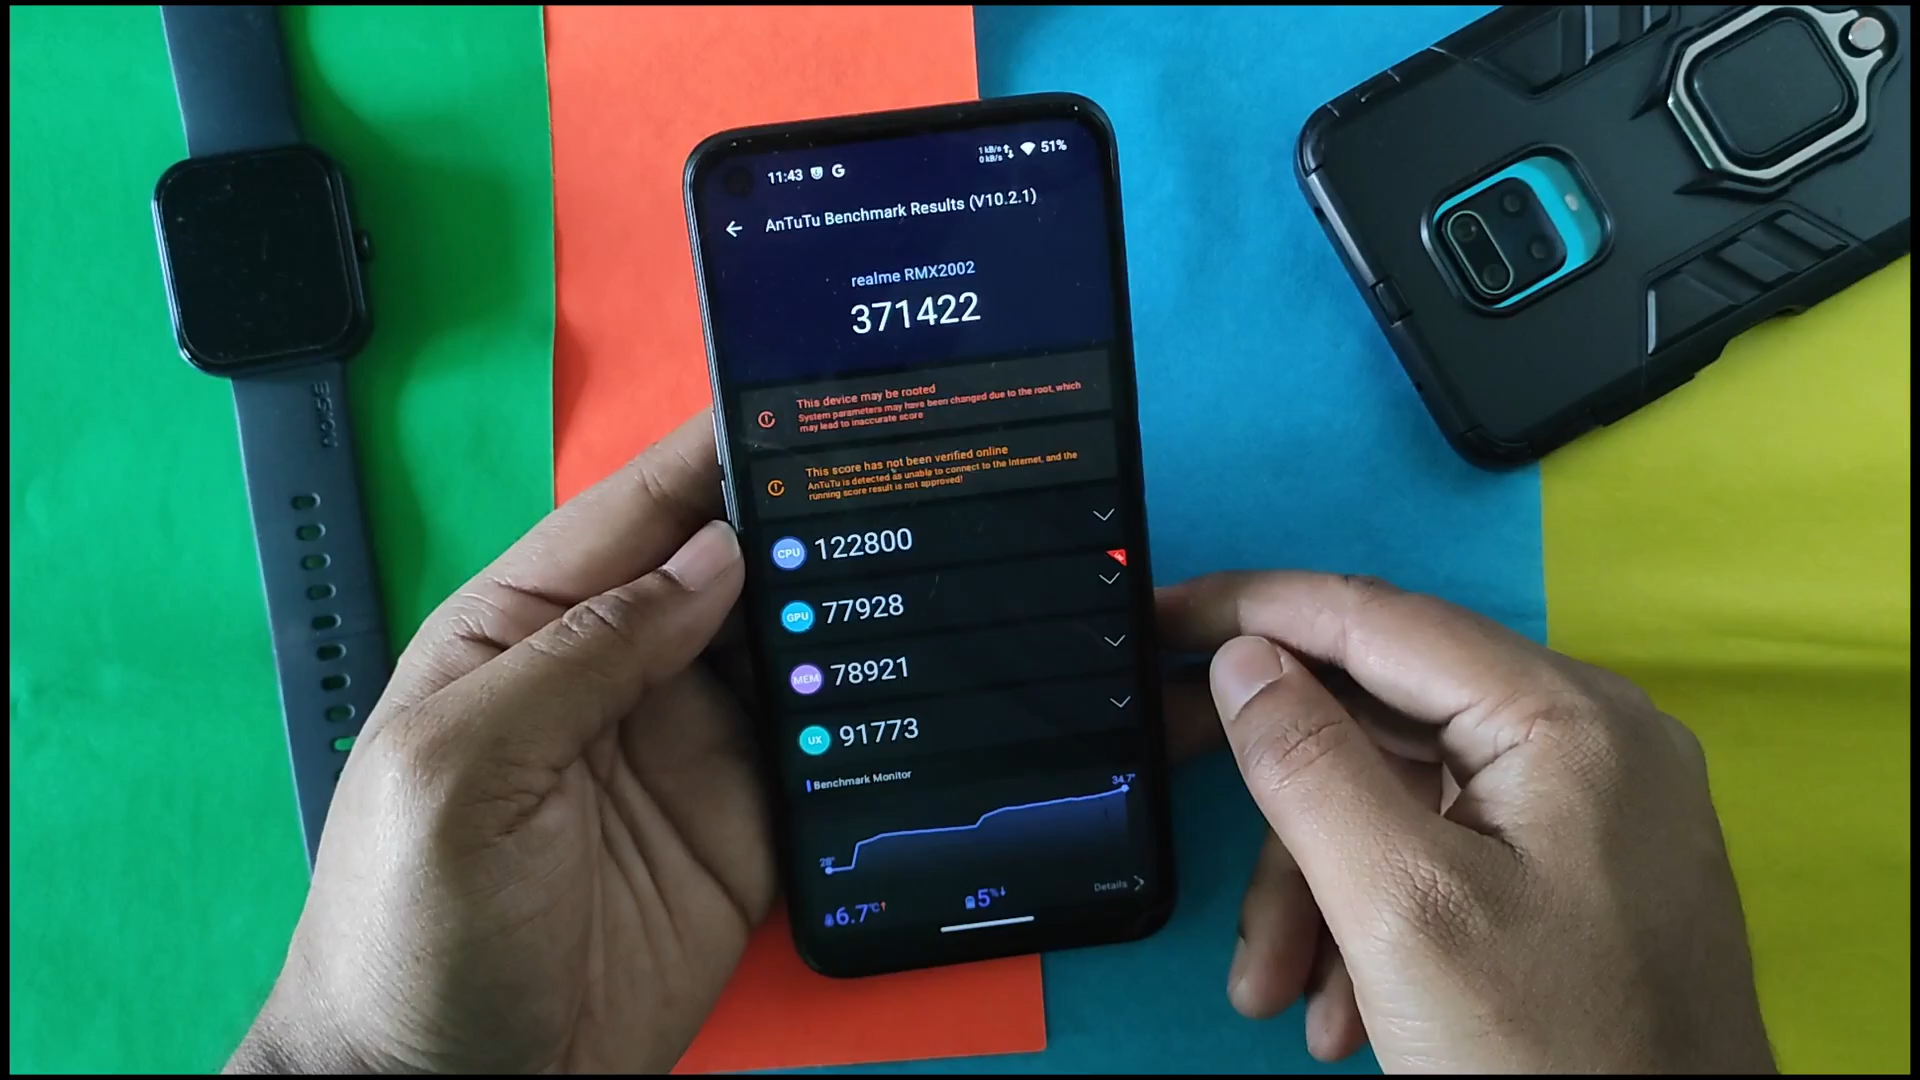 11:43 G 1 kB/s 0 kB/s 51%
AnTuTu Benchmark Results (V10.2.1)
realme RMX2002
371422
This device may be rooted
System parameters may have been changed due to the root, which
may lead to inaccurate score
This score has not been verified online
AnTuTu is detected as unable to connect to the Internet, and the
running score result is not approved!
CPU 122800
GPU 77928
MEM 78921
UX 91773
Benchmark Monitor
34.7°
28°
6.7°C↑ 5%↓ Details
noise